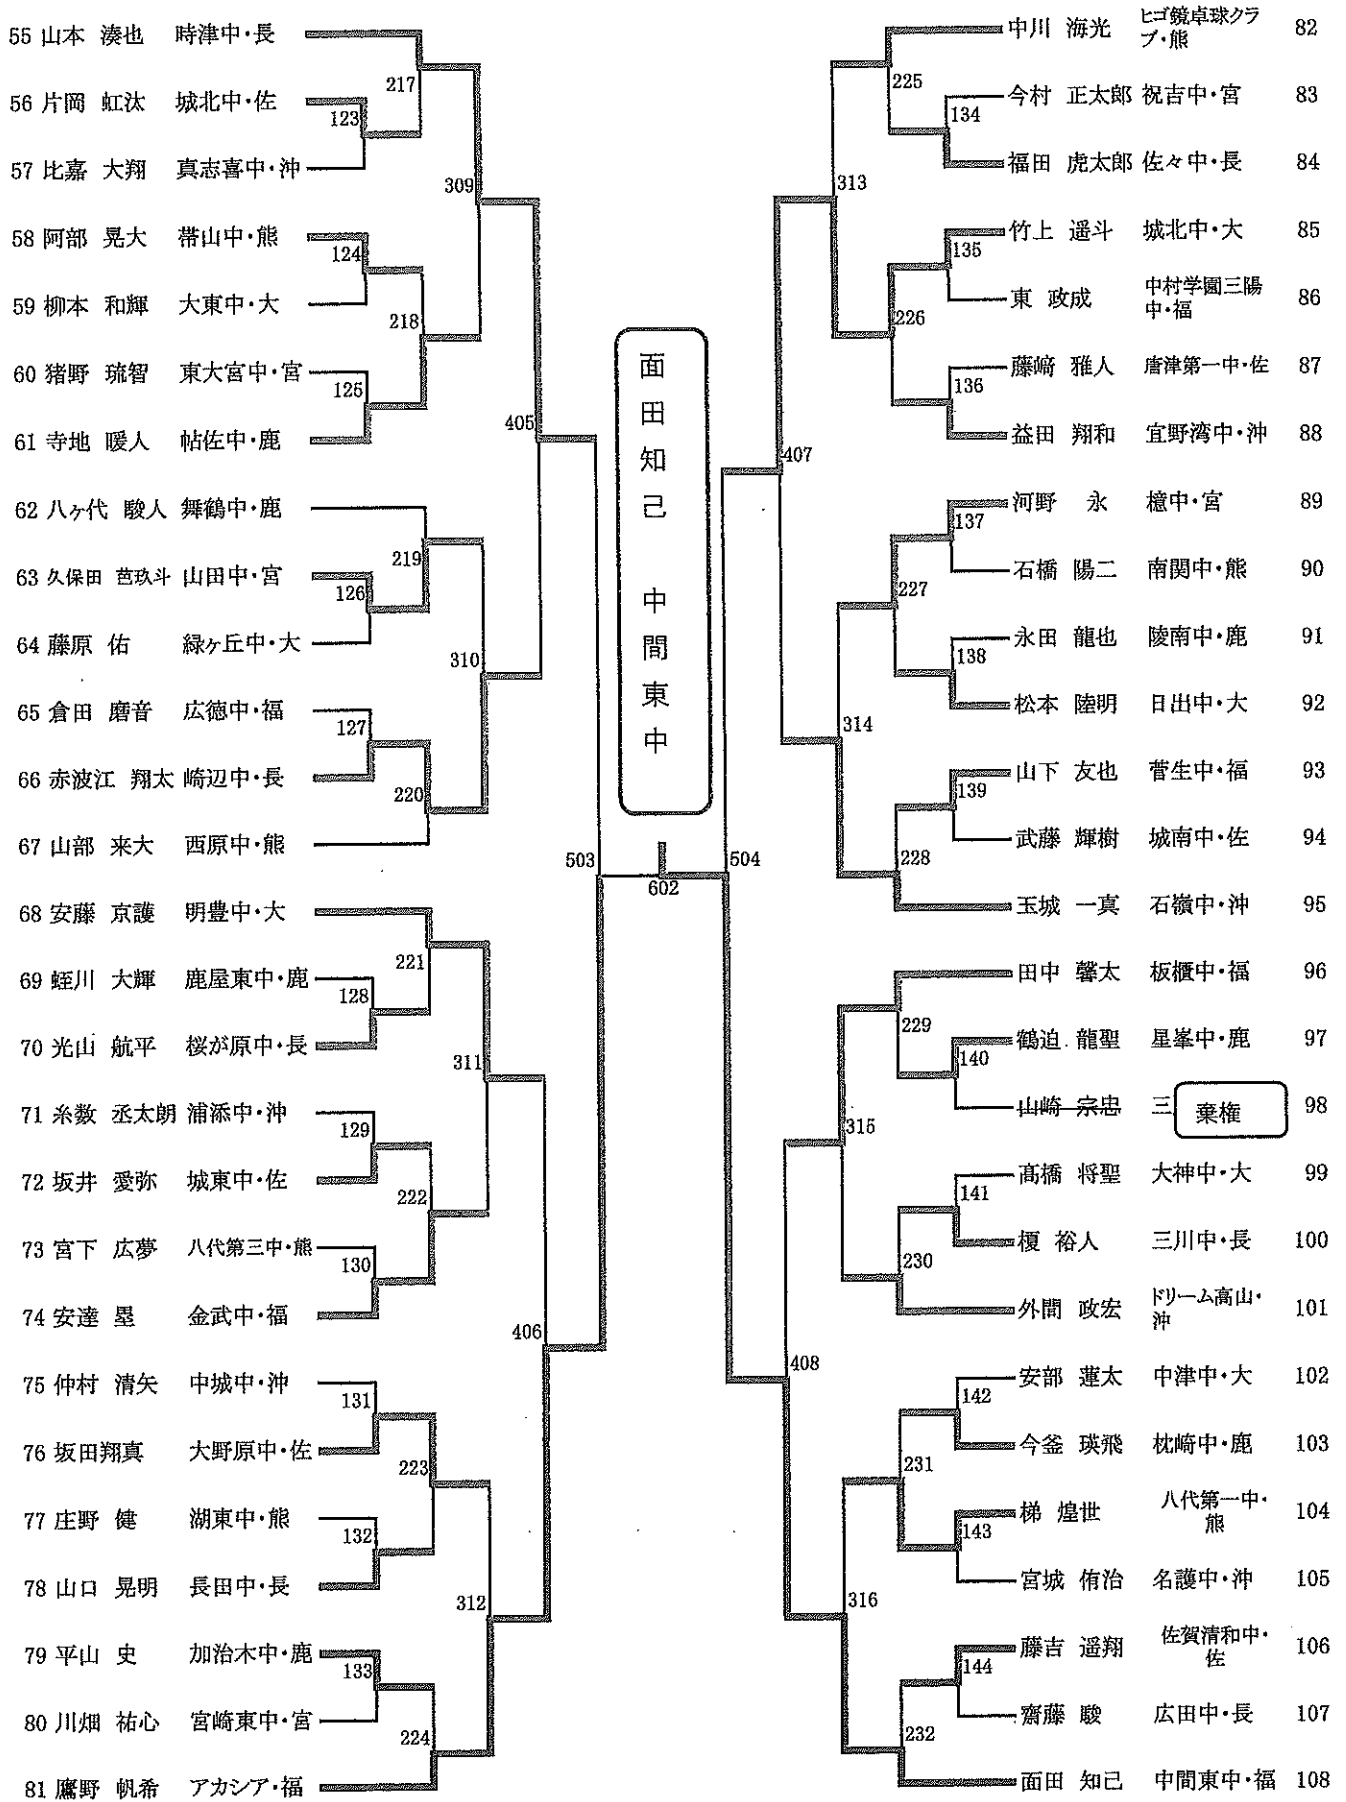 55 山本 湊也 時津中・長
217
56 片岡 虹汰 城北中・佐
123
57 比嘉 大翔 真志喜中・沖
309
58 阿部 晃大 帯山中・熊
124
59 柳本 和輝 大東中・大
218
60 猪野 琉智 東大宮中・宮
125
61 寺地 暖人 帖佐中・鹿
405
62 八ヶ代 駿人 舞鶴中・鹿
219
63 久保田 芭玖斗 山田中・宮
126
64 藤原 佑 緑ヶ丘中・大
310
65 倉田 磨音 広徳中・福
127
66 赤波江 翔太 崎辺中・長
220
67 山部 来大 西原中・熊
503
68 安藤 京護 明豊中・大
221
69 蛭川 大輝 鹿屋東中・鹿
128
70 光山 航平 桜が原中・長
311
71 糸数 丞太朗 浦添中・沖
129
72 坂井 愛弥 城東中・佐
222
73 宮下 広夢 八代第三中・熊
130
74 安達 塁 金武中・福
406
75 仲村 清矢 中城中・沖
131
76 坂田翔真 大野原中・佐
223
77 庄野 健 湖東中・熊
132
78 山口 晃明 長田中・長
312
79 平山 史 加治木中・鹿
133
80 川畑 祐心 宮崎東中・宮
224
81 鷹野 帆希 アカシア・福
面田知己 中間東中
602
中川 海光 ヒゴ鏡卓球クラ
ブ・熊 82
225
今村 正太郎 祝吉中・宮 83
134
福田 虎太郎 佐々中・長 84
313
竹上 遥斗 城北中・大 85
135
東 政成 中村学園三陽
中・福 86
226
藤﨑 雅人 唐津第一中・佐 87
136
益田 翔和 宜野湾中・沖 88
407
河野 永 檍中・宮 89
137
石橋 陽二 南関中・熊 90
227
永田 龍也 陵南中・鹿 91
138
松本 陸明 日出中・大 92
314
山下 友也 菅生中・福 93
139
武藤 輝樹 城南中・佐 94
228
504
玉城 一真 石嶺中・沖 95
田中 馨太 板櫃中・福 96
229
鶴迫 龍聖 星峯中・鹿 97
140
山崎 宗忠 三 棄権 98
315
髙橋 将聖 大神中・大 99
141
榎 裕人 三川中・長 100
230
外間 政宏 ドリーム高山・
沖 101
408
安部 蓮太 中津中・大 102
142
今釜 瑛飛 枕崎中・鹿 103
231
梯 煌世 八代第一中・
熊 104
143
宮城 侑治 名護中・沖 105
316
藤吉 遥翔 佐賀清和中・
佐 106
144
齋藤 駿 広田中・長 107
232
面田 知己 中間東中・福 108